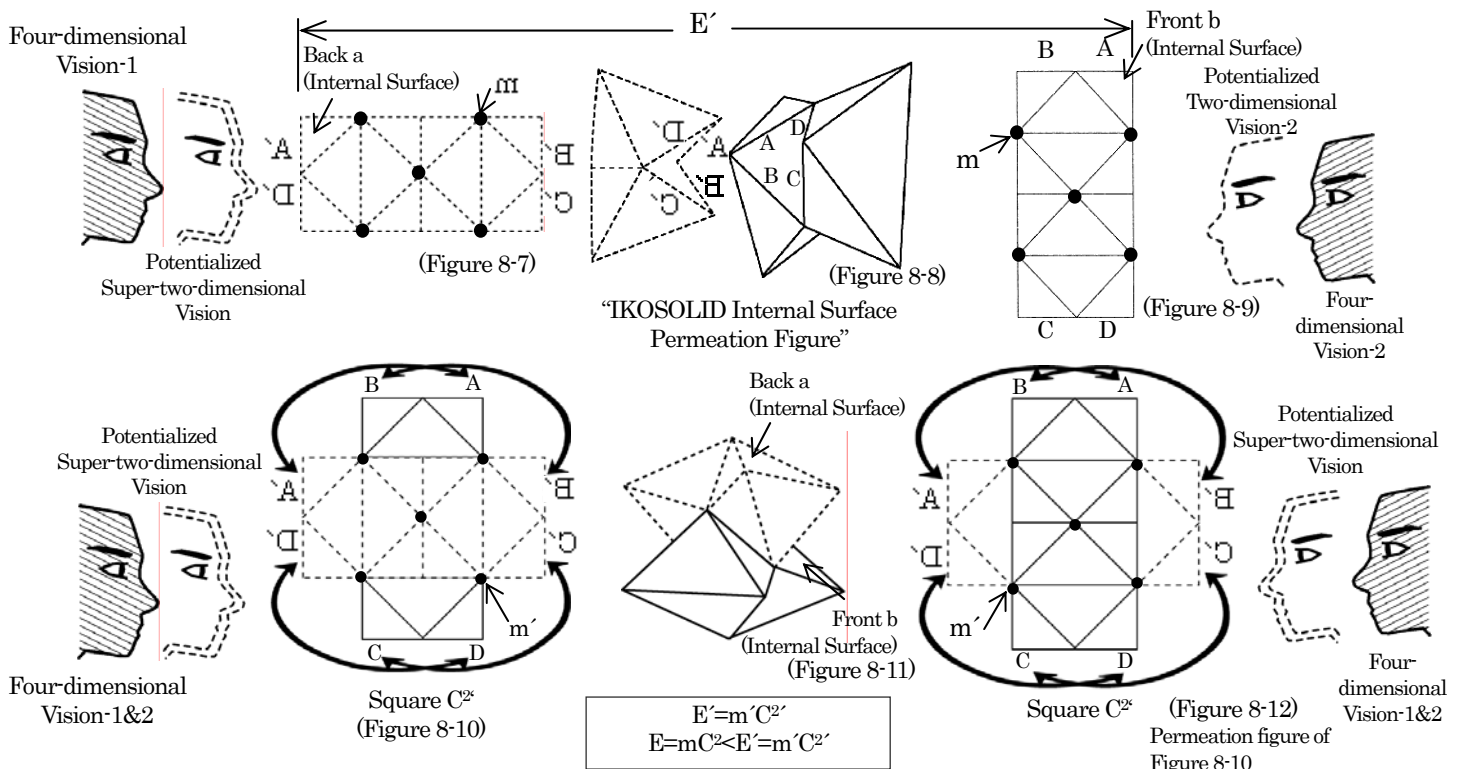 Four-dimensional
Vision-1
Potentialized
Super-two-dimensional
Vision
E´
Back a
(Internal Surface)
m
A´
D´
B´
C´
(Figure 8-7)
D´
A´
B´
C´
A
D
B
C
(Figure 8-8)
"IKOSOLID Internal Surface
Permeation Figure"
Front b
(Internal Surface)
B A
m
C D
(Figure 8-9)
Potentialized
Two-dimensional
Vision-2
Four-
dimensional
Vision-2
Potentialized
Super-two-dimensional
Vision
Four-dimensional
Vision-1&2
B A
A´
D´
B´
C´
m´
C D
Square C²‘
(Figure 8-10)
Back a
(Internal Surface)
Front b
(Internal Surface)
(Figure 8-11)
E´=m´C²´
E=mC²<E´=m´C²´
B A
A´
D´
B´
C´
m´
C D
Square C²‘
(Figure 8-12)
Permeation figure of
Figure 8-10
Potentialized
Super-two-dimensional
Vision
Four-
dimensional
Vision-1&2